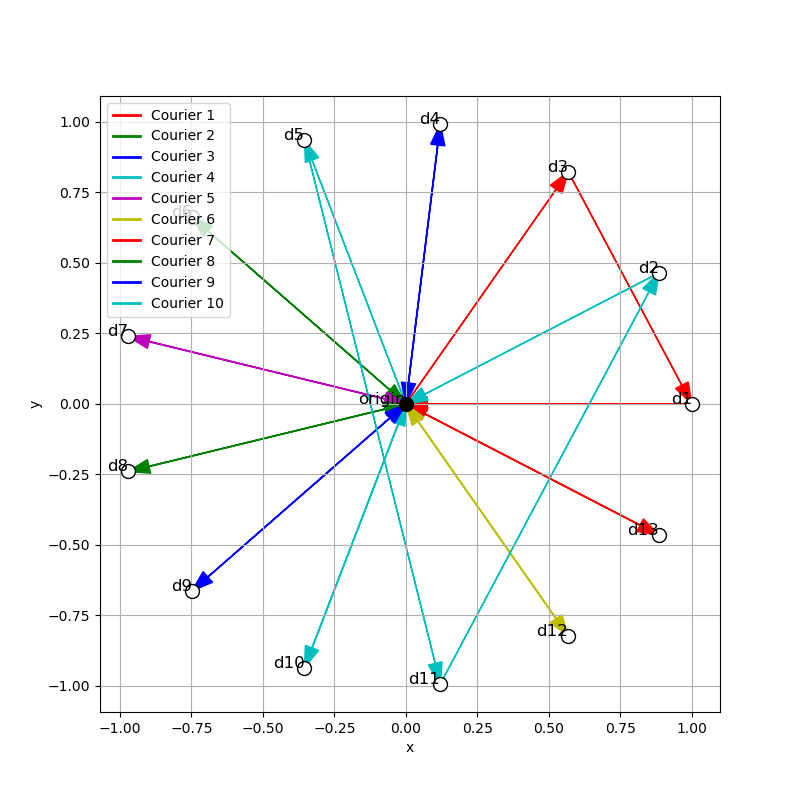 d4
d5
d3
Courier 1
Courier 2
Courier 3
Courier 4
Courier 5
Courier 6
Courier 7
Courier 8
Courier 9
Courier 10
d6
d2
d7
origin
d1
d8
d13
d9
d12
d10
d11
1.00
0.75
0.50
0.25
0.00
−0.25
−0.50
−0.75
−1.00
y
−1.00 −0.75 −0.50 −0.25 0.00 0.25 0.50 0.75 1.00
x